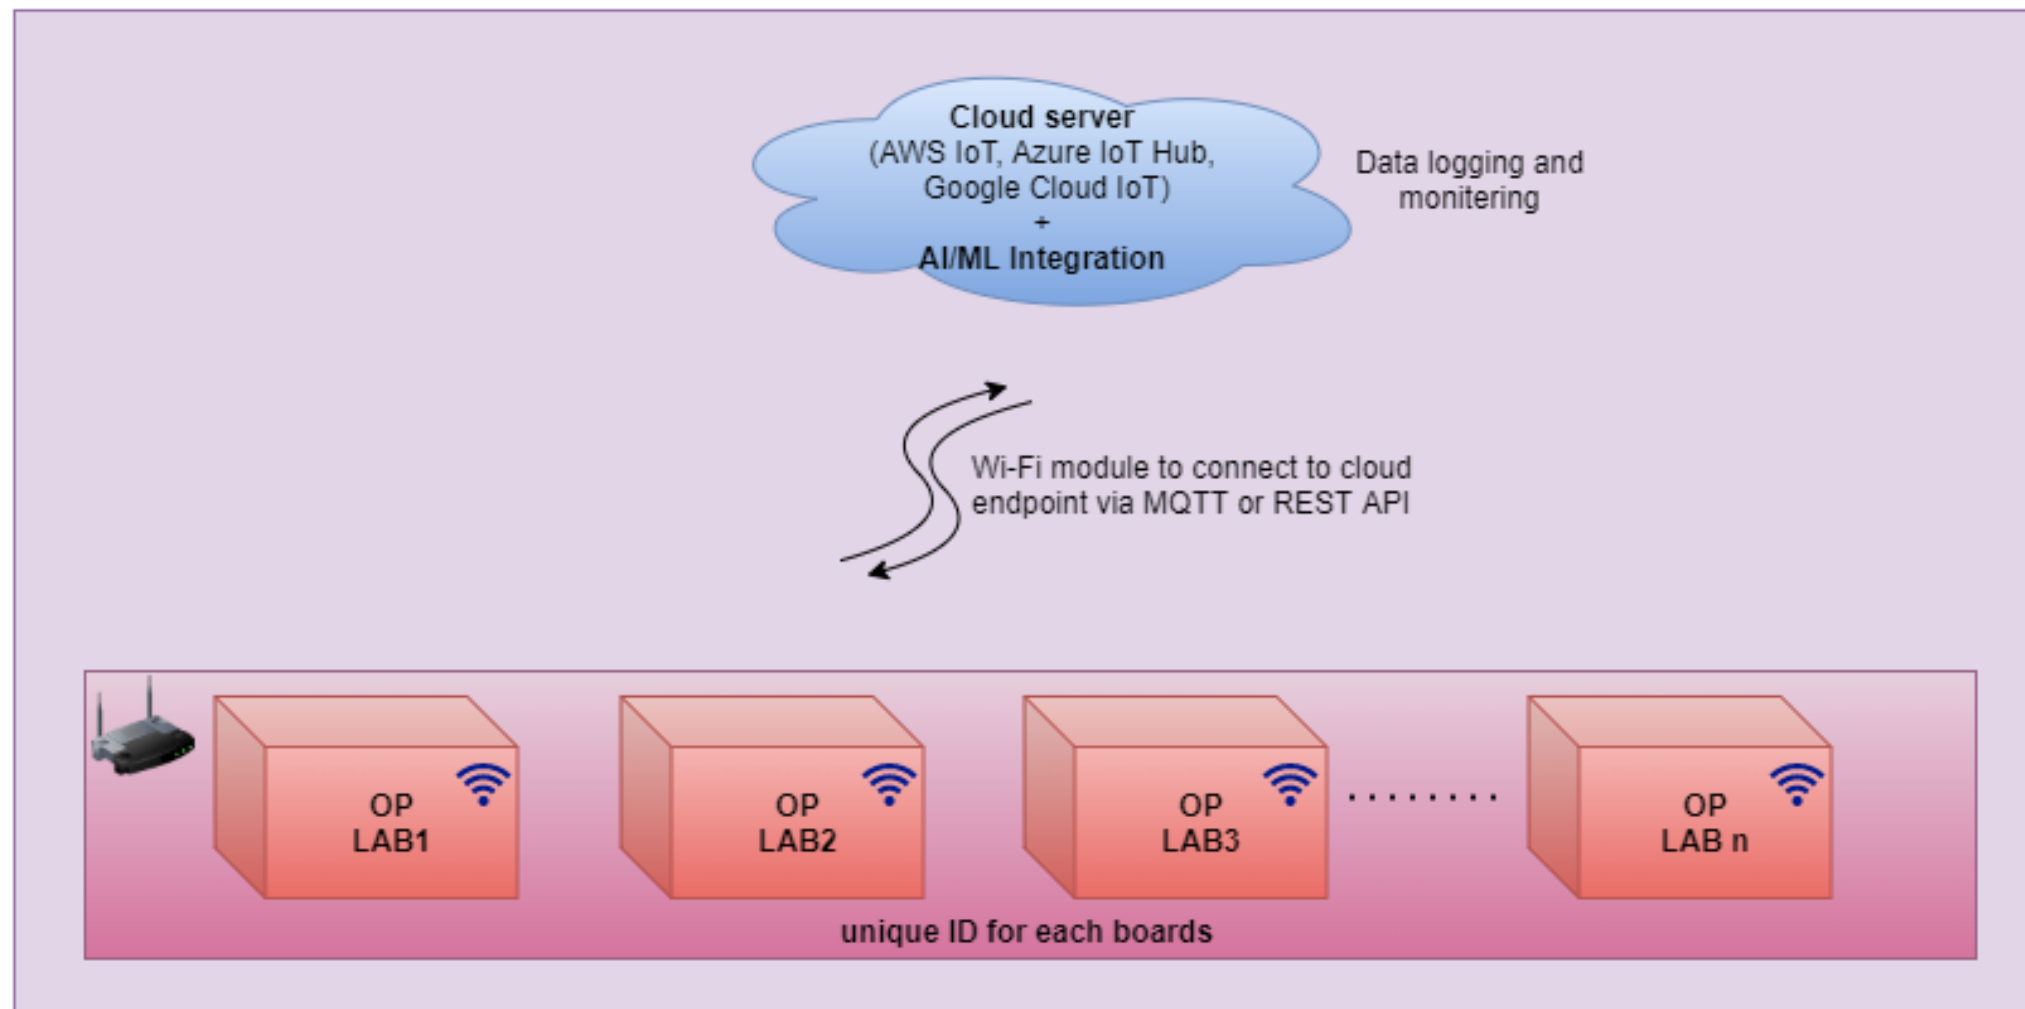 Cloud server
(AWS IoT, Azure IoT Hub,
Google Cloud IoT)
+
AI/ML Integration
Data logging and
monitering
Wi-Fi module to connect to cloud
endpoint via MQTT or REST API
OP
LAB1
OP
LAB2
OP
LAB3
........
OP
LAB n
unique ID for each boards